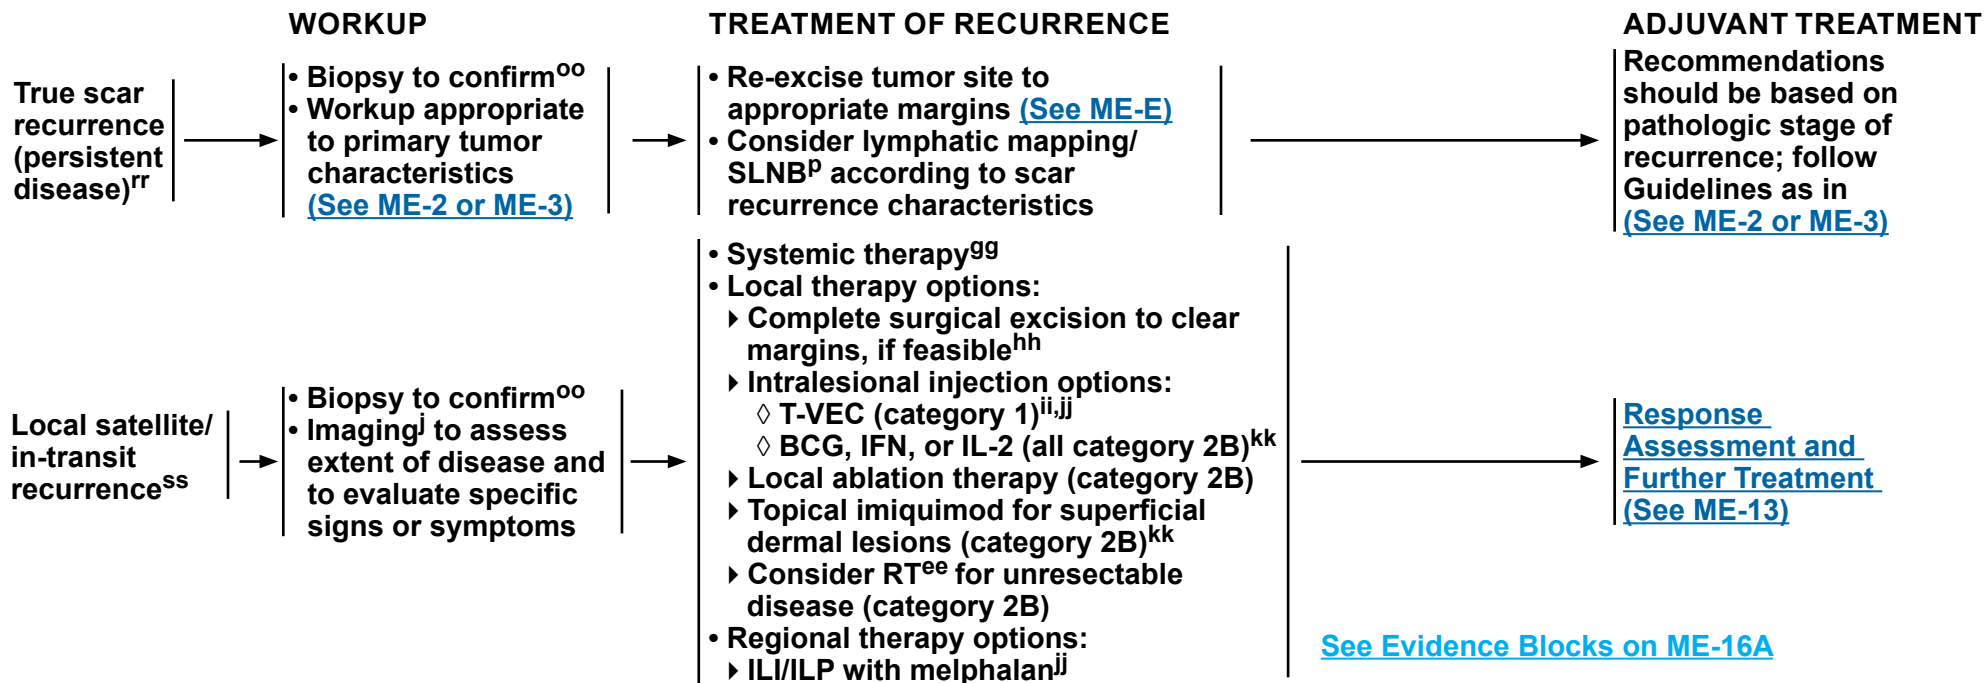 WORKUP
TREATMENT OF RECURRENCE
ADJUVANT TREATMENT
True scar
recurrence
(persistent
disease)rr
• Biopsy to confirmoo
• Workup appropriate
to primary tumor
characteristics
(See ME-2 or ME-3)
• Re-excise tumor site to
appropriate margins (See ME-E)
• Consider lymphatic mapping/
SLNBp according to scar
recurrence characteristics
Recommendations
should be based on
pathologic stage of
recurrence; follow
Guidelines as in
(See ME-2 or ME-3)
Local satellite/
in-transit
recurrencess
• Biopsy to confirmoo
• Imagingj to assess
extent of disease and
to evaluate specific
signs or symptoms
• Systemic therapygg
• Local therapy options:
▸ Complete surgical excision to clear
margins, if feasiblehh
▸ Intralesional injection options:
◊ T-VEC (category 1)ii,jj
◊ BCG, IFN, or IL-2 (all category 2B)kk
▸ Local ablation therapy (category 2B)
▸ Topical imiquimod for superficial
dermal lesions (category 2B)kk
▸ Consider RTee for unresectable
disease (category 2B)
• Regional therapy options:
▸ ILI/ILP with melphalanjj
Response
Assessment and
Further Treatment
(See ME-13)
See Evidence Blocks on ME-16A